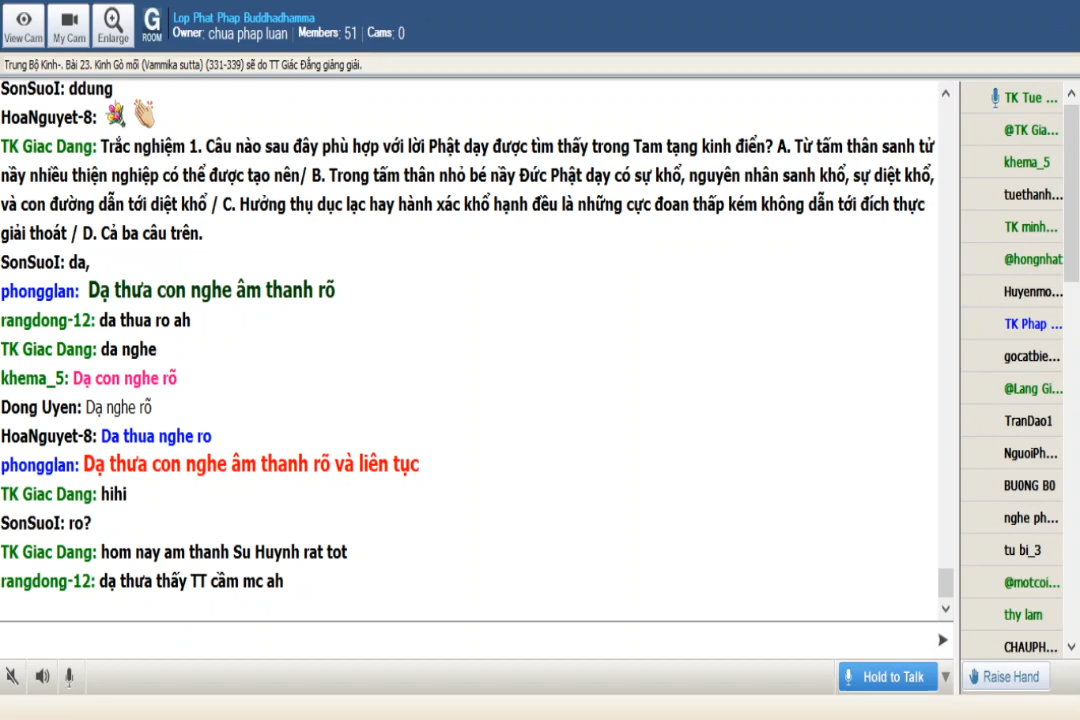 Lop Phat Phap Buddhadhamma
G
ROOM
Owner: chua phap luan | Members: 51 | Cams: 0
View Cam
My Cam
Enlarge
Trung Bộ Kinh-. Bài 23. Kinh Gò mối (Vammika sutta) (331-339) sẽ do TT Giác Đẳng giảng giải.
SonSuoI: ddung
HoaNguyet-8:
TK Giac Dang: Trắc nghiệm 1. Câu nào sau đây phù hợp với lời Phật dạy được tìm thấy trong Tam tạng kinh điển? A. Từ tấm thân sanh tử
nầy nhiều thiện nghiệp có thể được tạo nên/ B. Trong tấm thân nhỏ bé nầy Đức Phật dạy có sự khổ, nguyên nhân sanh khổ, sự diệt khổ,
và con đường dẫn tới diệt khổ / C. Hưởng thụ dục lạc hay hành xác khổ hạnh đều là những cực đoan thấp kém không dẫn tới đích thực
giải thoát / D. Cả ba câu trên.
SonSuoI: da,
phongglan: Dạ thưa con nghe âm thanh rõ
rangdong-12: da thua ro ah
TK Giac Dang: da nghe
khema_5: Dạ con nghe rõ
Dong Uyen: Dạ nghe rõ
HoaNguyet-8: Da thua nghe ro
phongglan: Dạ thưa con nghe âm thanh rõ và liên tục
TK Giac Dang: hihi
SonSuoI: ro?
TK Giac Dang: hom nay am thanh Su Huynh rat tot
rangdong-12: dạ thưa thấy TT cầm mc ah
TK Tue ...
@TK Gia...
khema_5
tuethanh...
TK minh...
@hongnhat
Huyenmo...
TK Phap ...
gocatbie...
@Lang Gi...
TranDao1
NguoiPh...
BUONG BO
nghe ph...
tu bi_3
@motcoi...
thy lam
CHAUPH...
Hold to Talk
Raise Hand